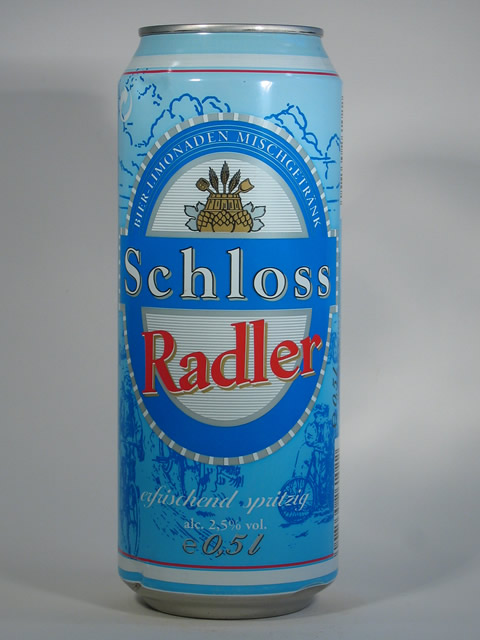 BIER-LIMONADEN MISCHGETRÄNK
Schloss
Radler
erfrischend spritzig
alc. 2,5% vol.
e 0,5 l